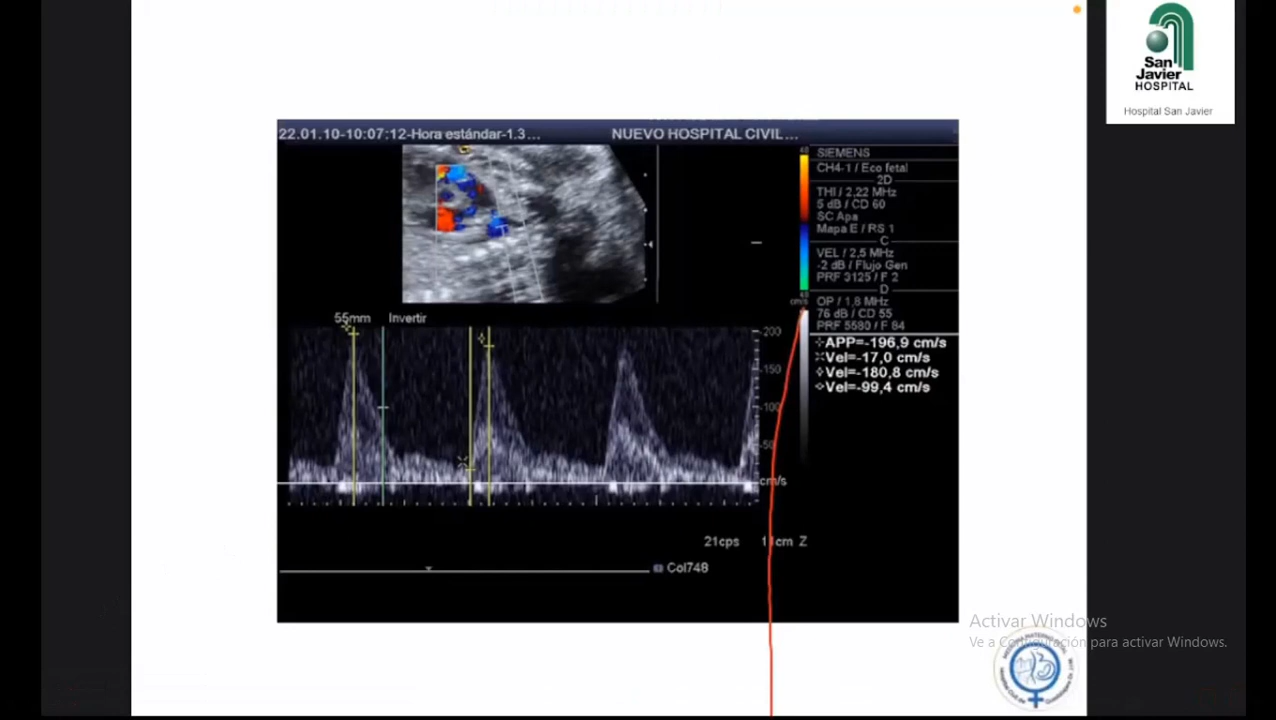 San
Javier
HOSPITAL
Hospital San Javier
22.01.10-10:07:12-Hora estándar-1.3...
NUEVO HOSPITAL CIVIL...
SIEMENS
CH4-1 / Eco fetal
2D
THI / 2,22 MHz
5 dB / CD 60
SC Apa
Mapa E / RS 1
C
VEL / 2,5 MHz
-2 dB / Flujo Gen
PRF 3125 / F 2
D
OP / 1,8 MHz
76 dB / CD 55
PRF 5580 / F 84
48
48
cm/s
55mm
Invertir
-200
-150
-100
-50
cm/s
APP=-196,9 cm/s
Vel=-17,0 cm/s
Vel=-180,8 cm/s
Vel=-99,4 cm/s
21cps
11cm Z
Col748
Activar Windows
Ve a Configuración para activar Windows.